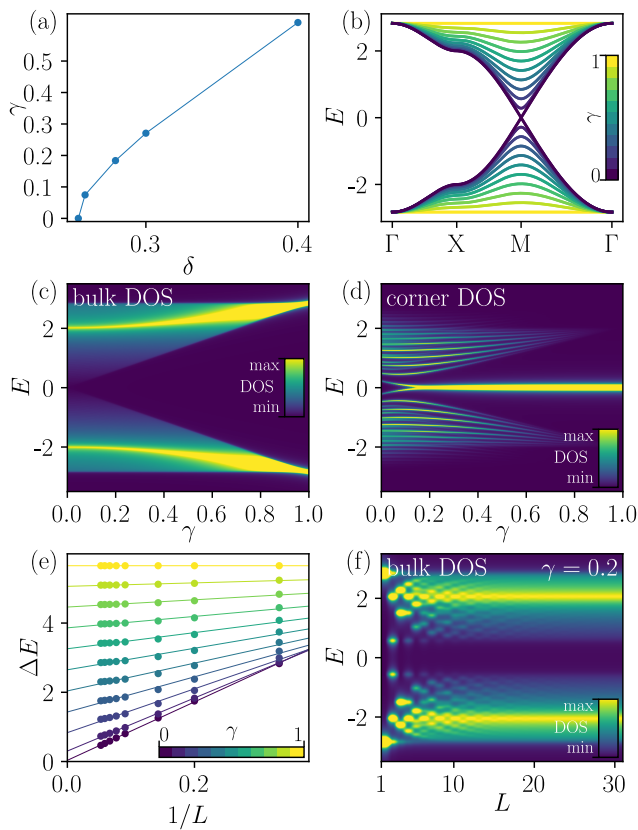 (a)
γ
0.5
0.4
0.3
0.2
0.1
0
0.3
0.4
δ
(b)
E
2
0
-2
1
γ
0
Γ
X
M
Γ
(c)
bulk DOS
E
2
0
-2
max
DOS
min
0.0
0.2
0.4
0.6
0.8
1.0
γ
(d)
corner DOS
E
2
0
-2
max
DOS
min
0.0
0.2
0.4
0.6
0.8
1.0
γ
(e)
ΔE
6
4
2
0
0
γ
1
0.0
0.2
1/L
(f)
bulk DOS
γ = 0.2
E
2
0
-2
max
DOS
min
1
10
20
30
L